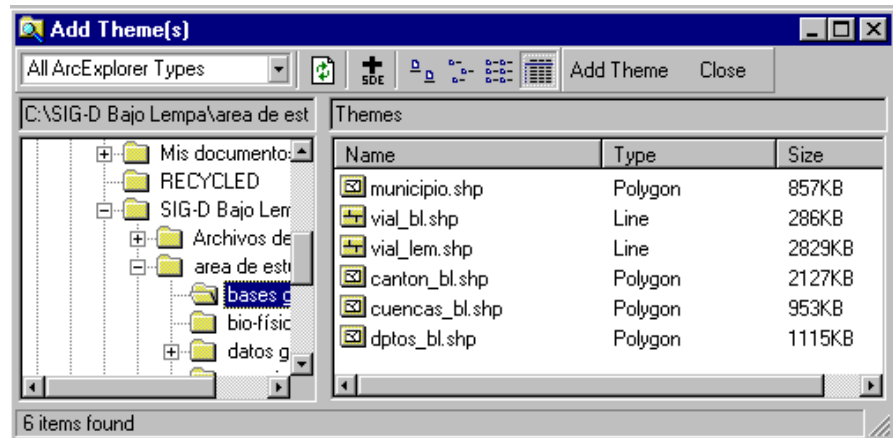 Add Theme(s)
All ArcExplorer Types SDE Add Theme Close
C:\SIG-D Bajo Lempa\area de est Themes
Mis documentos
RECYCLED
SIG-D Bajo Lem
Archivos de
area de estu
bases g
bio-físic
datos g
Name Type Size
municipio.shp Polygon 857KB
vial_bl.shp Line 286KB
vial_lem.shp Line 2829KB
canton_bl.shp Polygon 2127KB
cuencas_bl.shp Polygon 953KB
dptos_bl.shp Polygon 1115KB
6 items found